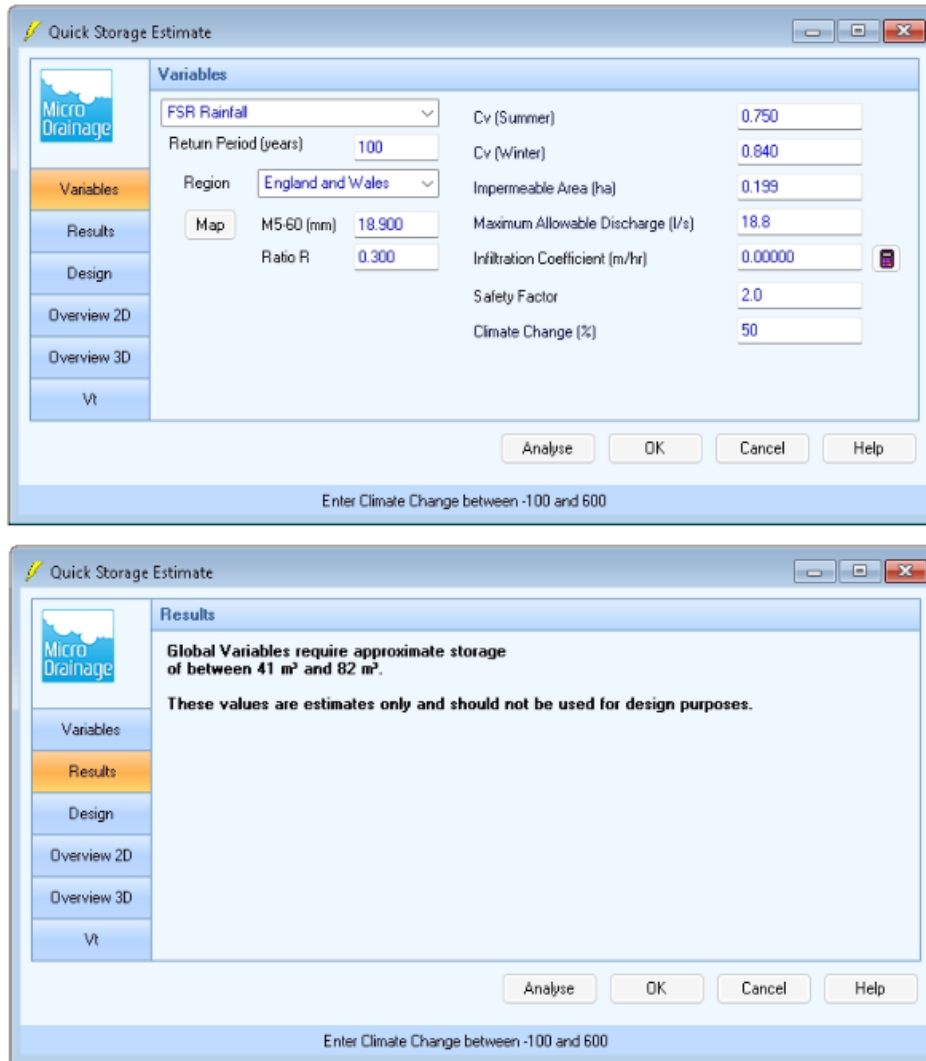 Quick Storage Estimate
Micro
Drainage
Variables
FSR Rainfall
Return Period (years) 100
Region England and Wales
Map M5-60 (mm) 18.900
Ratio R 0.300
Cv (Summer) 0.750
Cv (Winter) 0.840
Impermeable Area (ha) 0.199
Maximum Allowable Discharge (l/s) 18.8
Infiltration Coefficient (m/hr) 0.00000
Safety Factor 2.0
Climate Change (%) 50
Variables
Results
Design
Overview 2D
Overview 3D
Vt
Analyse OK Cancel Help
Enter Climate Change between -100 and 600
Quick Storage Estimate
Micro
Drainage
Results
Global Variables require approximate storage
of between 41 m³ and 82 m³.
These values are estimates only and should not be used for design purposes.
Variables
Results
Design
Overview 2D
Overview 3D
Vt
Analyse OK Cancel Help
Enter Climate Change between -100 and 600